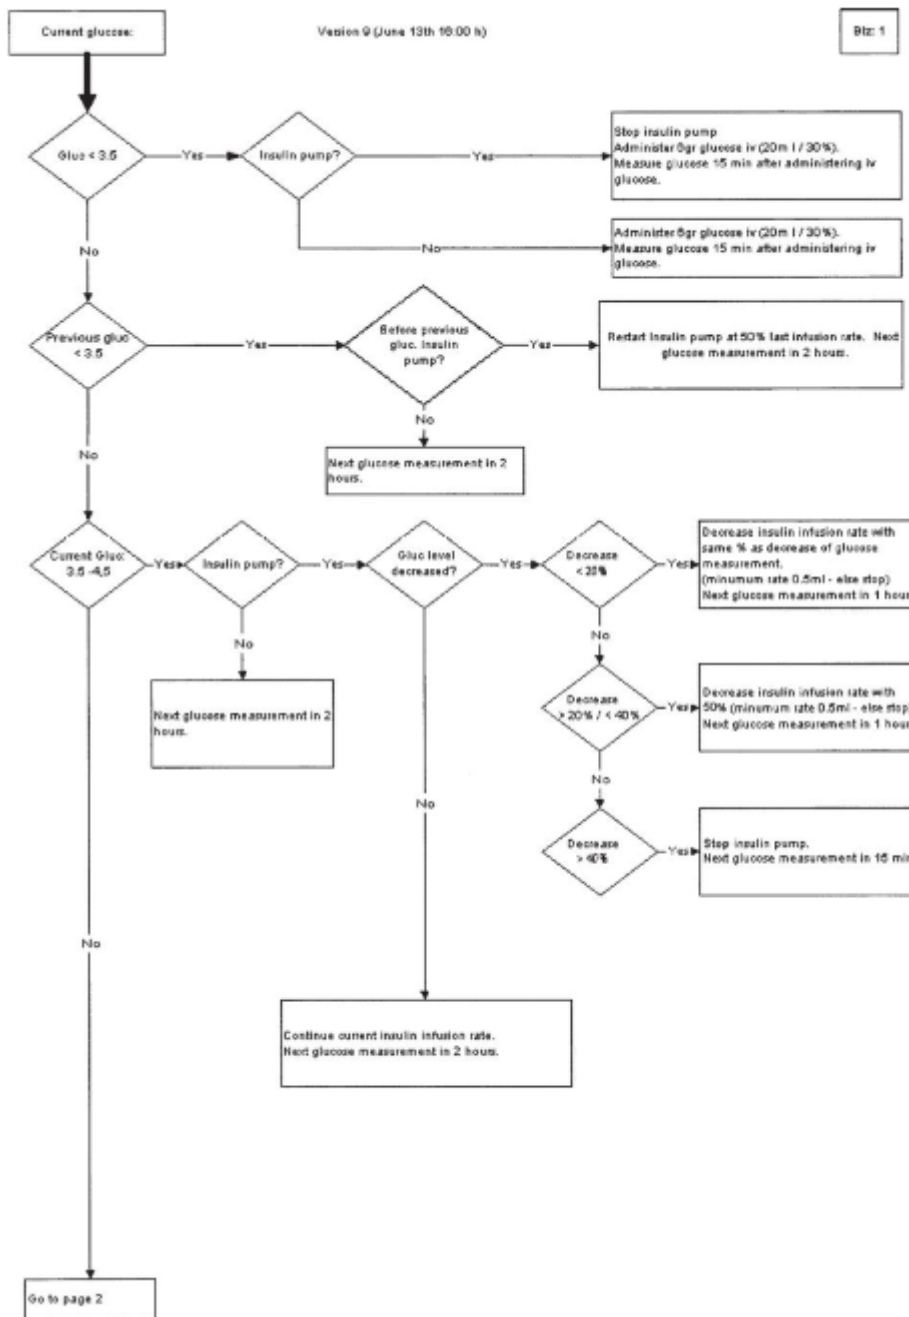 Current glucose:
Version 9 (June 13th 16:00 h)
Blz: 1
Gluc < 3.5
Yes
Insulin pump?
Yes
Stop insulin pump
Administer 6gr glucose iv (20m l / 30%).
Measure glucose 15 min after administering iv
glucose.
No
Administer 6gr glucose iv (20m l / 30%).
Measure glucose 15 min after administering iv
glucose.
No
Previous gluc
< 3.5
Yes
Before previous
gluc. Insulin
pump?
Yes
Restart Insulin pump at 50% last infusion rate. Next
glucose measurement in 2 hours.
No
Next glucose measurement in 2
hours.
No
Current Gluc:
3.5 -4,5
Yes
Insulin pump?
Yes
Gluc level
decreased?
Yes
Decrease
< 20%
Yes
Decrease insulin infusion rate with
same % as decrease of glucose
measurement.
(minumum rate 0.5ml - else stop)
Next glucose measurement in 1 hour
No
Next glucose measurement in 2
hours.
No
Decrease
> 20% / < 40%
Yes
Decrease insulin infusion rate with
50% (minumum rate 0.5ml - else stop)
Next glucose measurement in 1 hour
No
Decrease
> 40%
Yes
Stop insulin pump.
Next glucose measurement in 15 min
No
Continue current insulin infusion rate.
Next glucose measurement in 2 hours.
No
Go to page 2